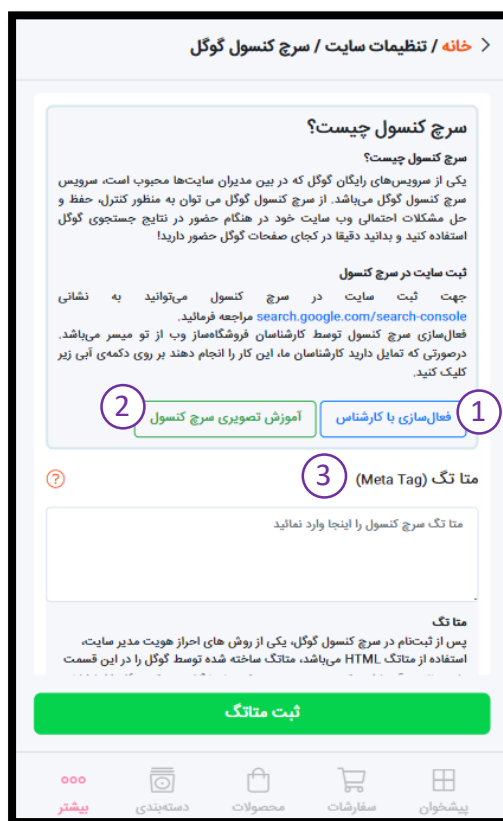 خانه / تنظیمات سایت / سرچ کنسول گوگل
سرچ کنسول چیست؟
سرچ کنسول چیست؟
یکی از سرویس‌های رایگان گوگل که در بین مدیران سایت‌ها محبوب است، سرویس
سرچ کنسول گوگل می‌باشد. از سرچ کنسول گوگل می توان به منظور کنترل، حفظ و
حل مشکلات احتمالی وب سایت خود در هنگام حضور در نتایج جستجوی گوگل
استفاده کنید و بدانید دقیقا در کجای صفحات گوگل حضور دارید!
ثبت سایت در سرچ کنسول
جهت ثبت سایت در سرچ کنسول می‌توانید به نشانی
search.google.com/search-console مراجعه فرمائید.
فعال‌سازی سرچ کنسول توسط کارشناسان فروشگاه‌ساز وب از تو میسر می‌باشد.
درصورتی که تمایل دارید کارشناسان ما، این کار را انجام دهند بر روی دکمه‌ی آبی زیر
کلیک کنید.
1 فعال‌سازی با کارشناس
2 آموزش تصویری سرچ کنسول
متا تگ (Meta Tag) 3
?
متا تگ سرچ کنسول را اینجا وارد نمائید
متا تگ
پس از ثبت‌نام در سرچ کنسول گوگل، یکی از روش های احراز هویت مدیر سایت،
استفاده از متاتگ HTML می‌باشد، متاتگ ساخته شده توسط گوگل را در این قسمت
ثبت متاتگ
پیشخوان
سفارشات
محصولات
دسته‌بندی
بیشتر